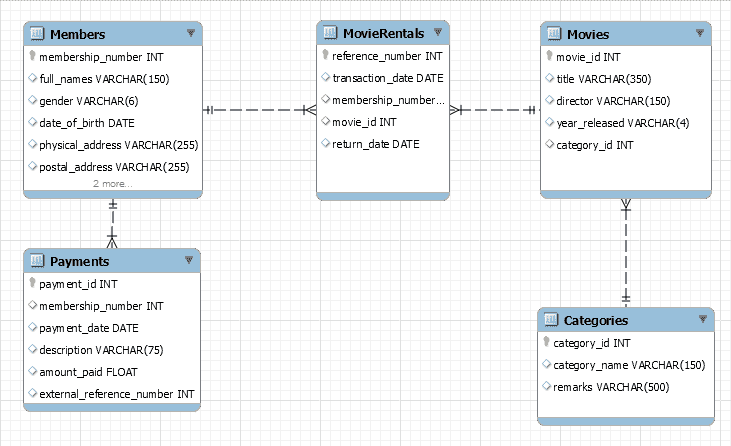 Members
membership_number INT
full_names VARCHAR(150)
gender VARCHAR(6)
date_of_birth DATE
physical_address VARCHAR(255)
postal_address VARCHAR(255)
2 more...
MovieRentals
reference_number INT
transaction_date DATE
membership_number...
movie_id INT
return_date DATE
Movies
movie_id INT
title VARCHAR(350)
director VARCHAR(150)
year_released VARCHAR(4)
category_id INT
Payments
payment_id INT
membership_number INT
payment_date DATE
description VARCHAR(75)
amount_paid FLOAT
external_reference_number INT
Categories
category_id INT
category_name VARCHAR(150)
remarks VARCHAR(500)